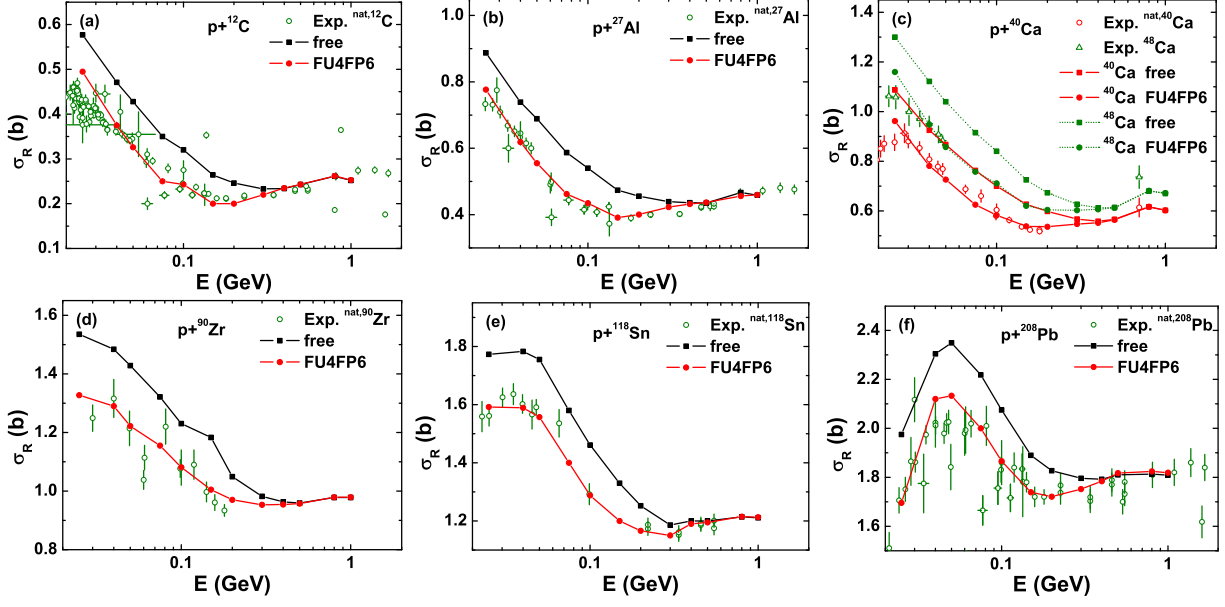 (a)
p+¹²C
Exp. ⁿᵃᵗ,¹²C
free
FU4FP6
σR (b)
0.6
0.5
0.4
0.3
0.2
0.1
0.1
1
E (GeV)
(b)
p+²⁷Al
Exp. ⁿᵃᵗ,²⁷Al
free
FU4FP6
σR (b)
1.0
0.8
0.6
0.4
0.1
1
E (GeV)
(c)
p+⁴⁰Ca
Exp. ⁿᵃᵗ,⁴⁰Ca
Exp. ⁴⁸Ca
⁴⁰Ca free
⁴⁰Ca FU4FP6
⁴⁸Ca free
⁴⁸Ca FU4FP6
σR (b)
1.4
1.2
1.0
0.8
0.6
0.1
1
E (GeV)
(d)
p+⁹⁰Zr
Exp. ⁿᵃᵗ,⁹⁰Zr
free
FU4FP6
σR (b)
1.6
1.4
1.2
1.0
0.8
0.1
1
E (GeV)
(e)
p+¹¹⁸Sn
Exp. ⁿᵃᵗ,¹¹⁸Sn
free
FU4FP6
σR (b)
1.8
1.6
1.4
1.2
0.1
1
E (GeV)
(f)
p+²⁰⁸Pb
Exp. ⁿᵃᵗ,²⁰⁸Pb
free
FU4FP6
σR (b)
2.4
2.2
2.0
1.8
1.6
0.1
1
E (GeV)